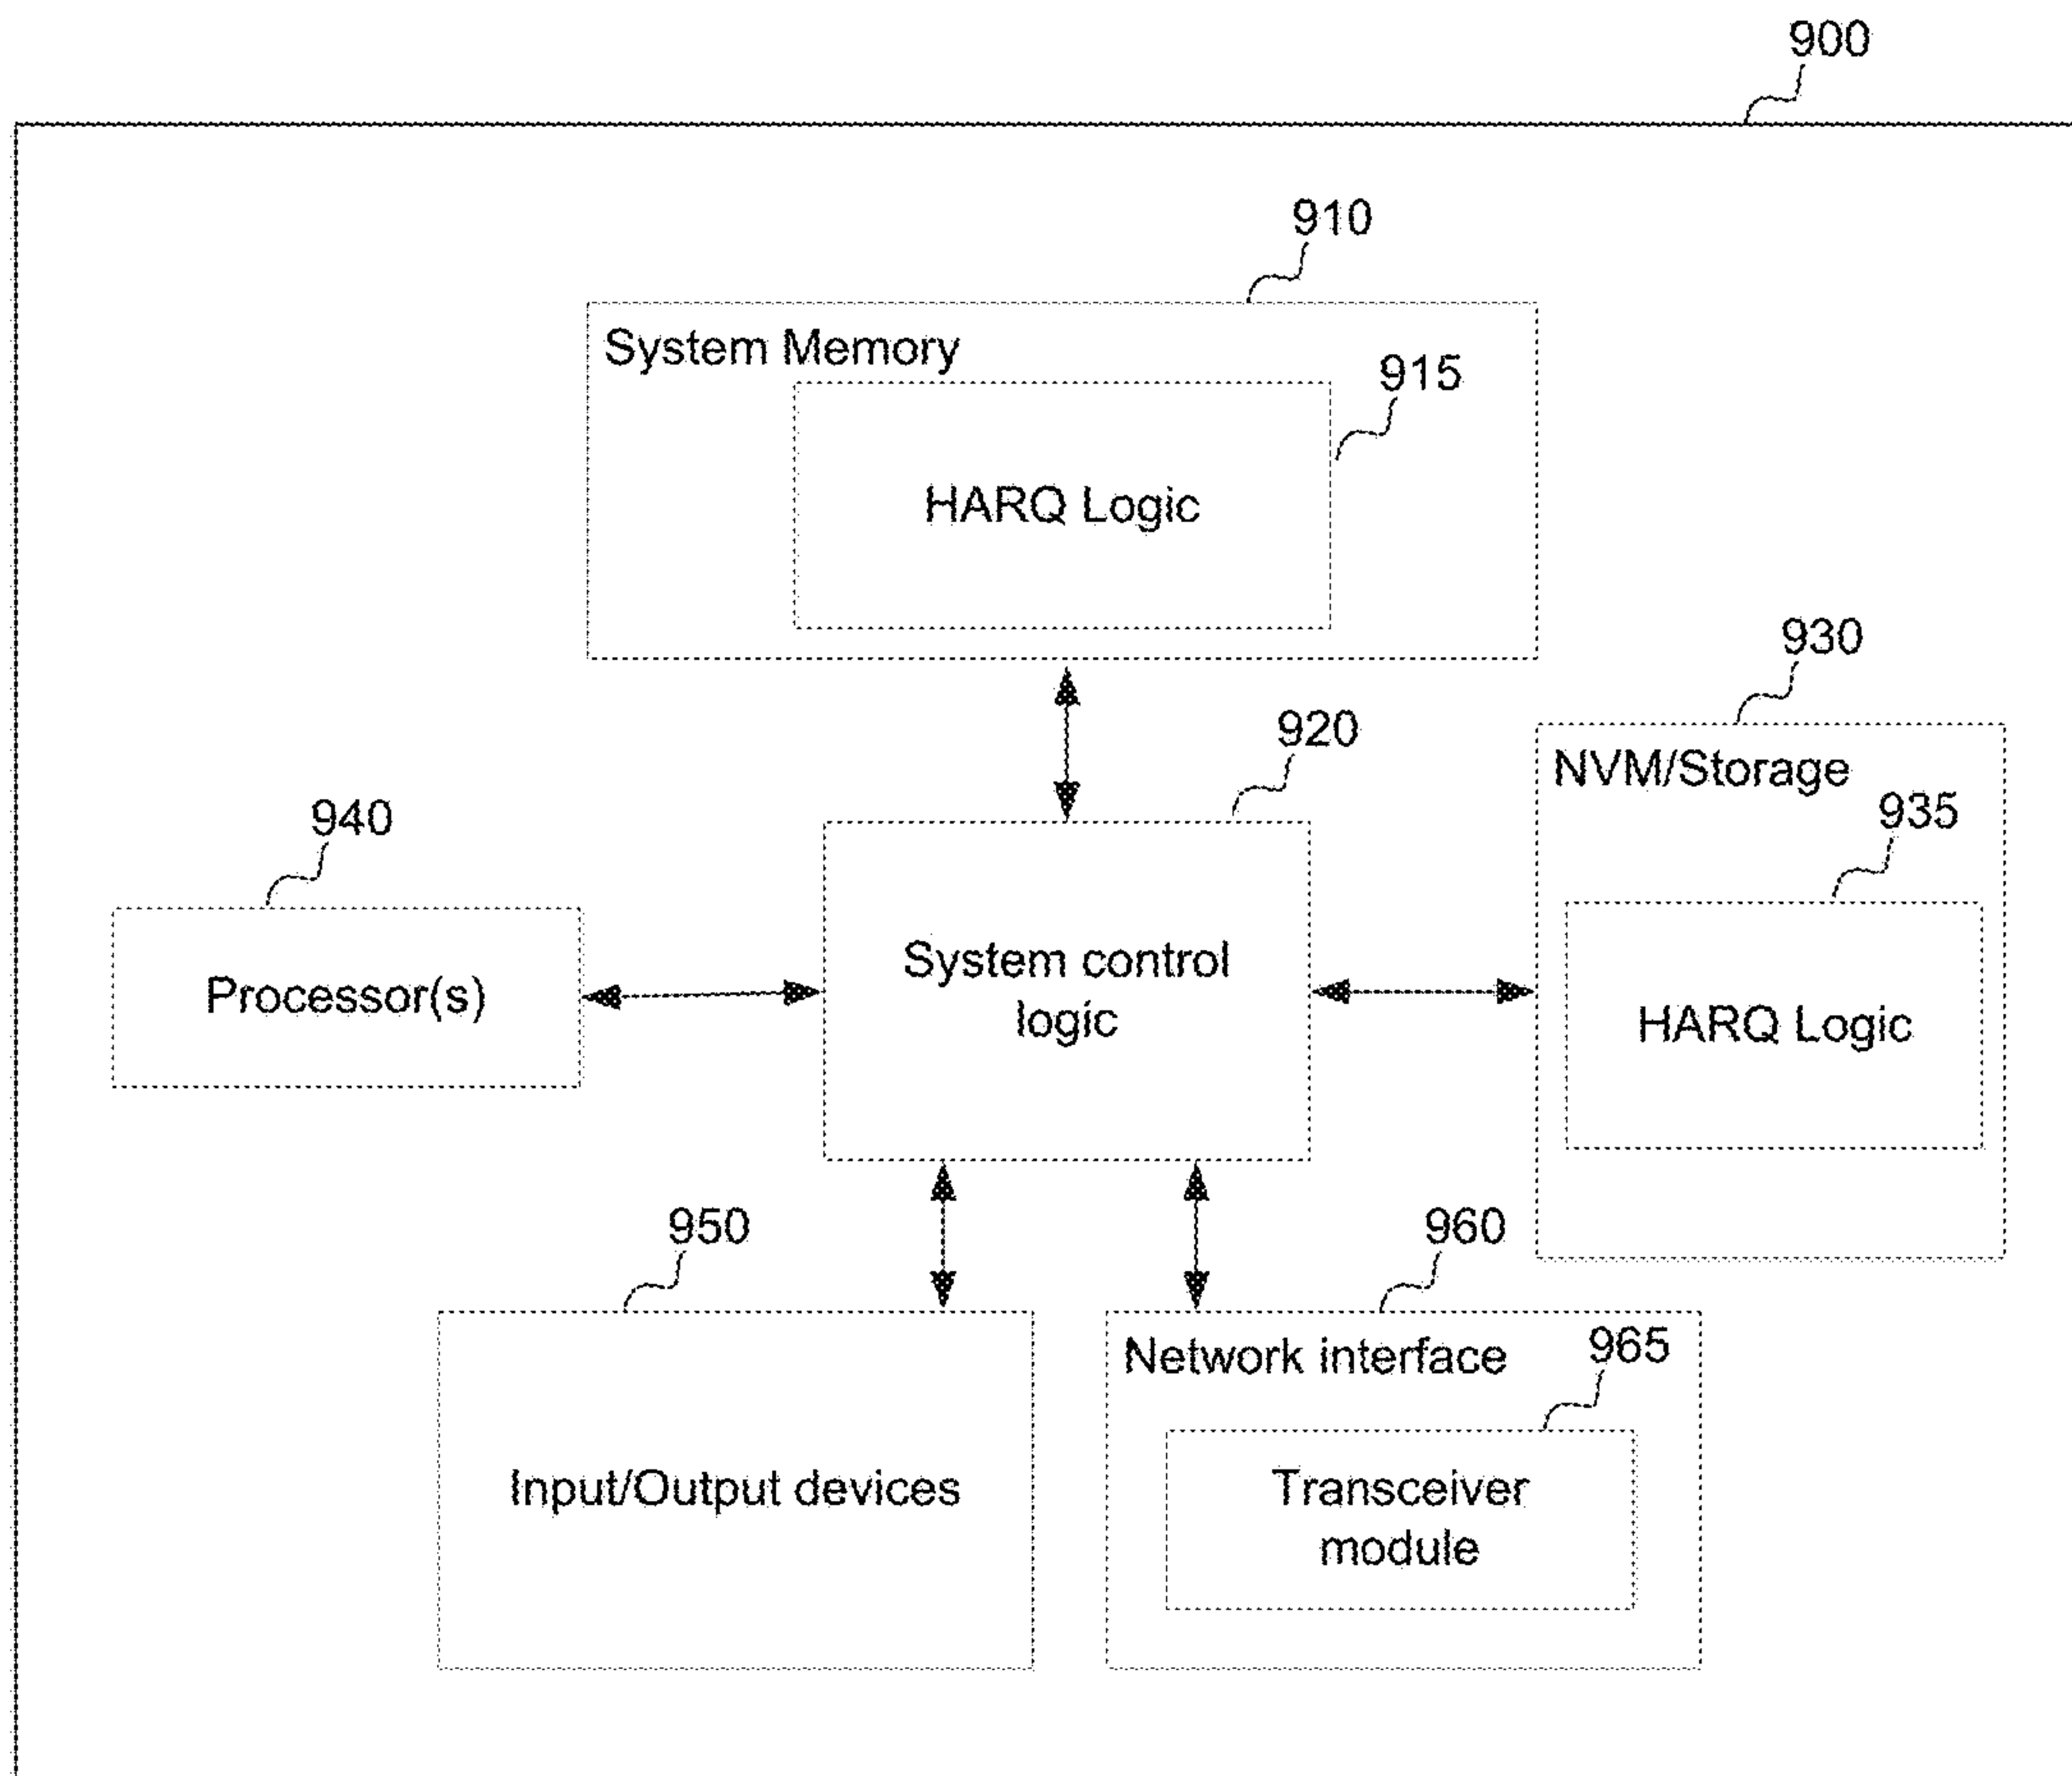 900
910
System Memory
915
HARQ Logic
930
920
NVM/Storage
935
940
System control
logic
Processor(s)
HARQ Logic
950
960
Network interface
965
Input/Output devices
Transceiver
module